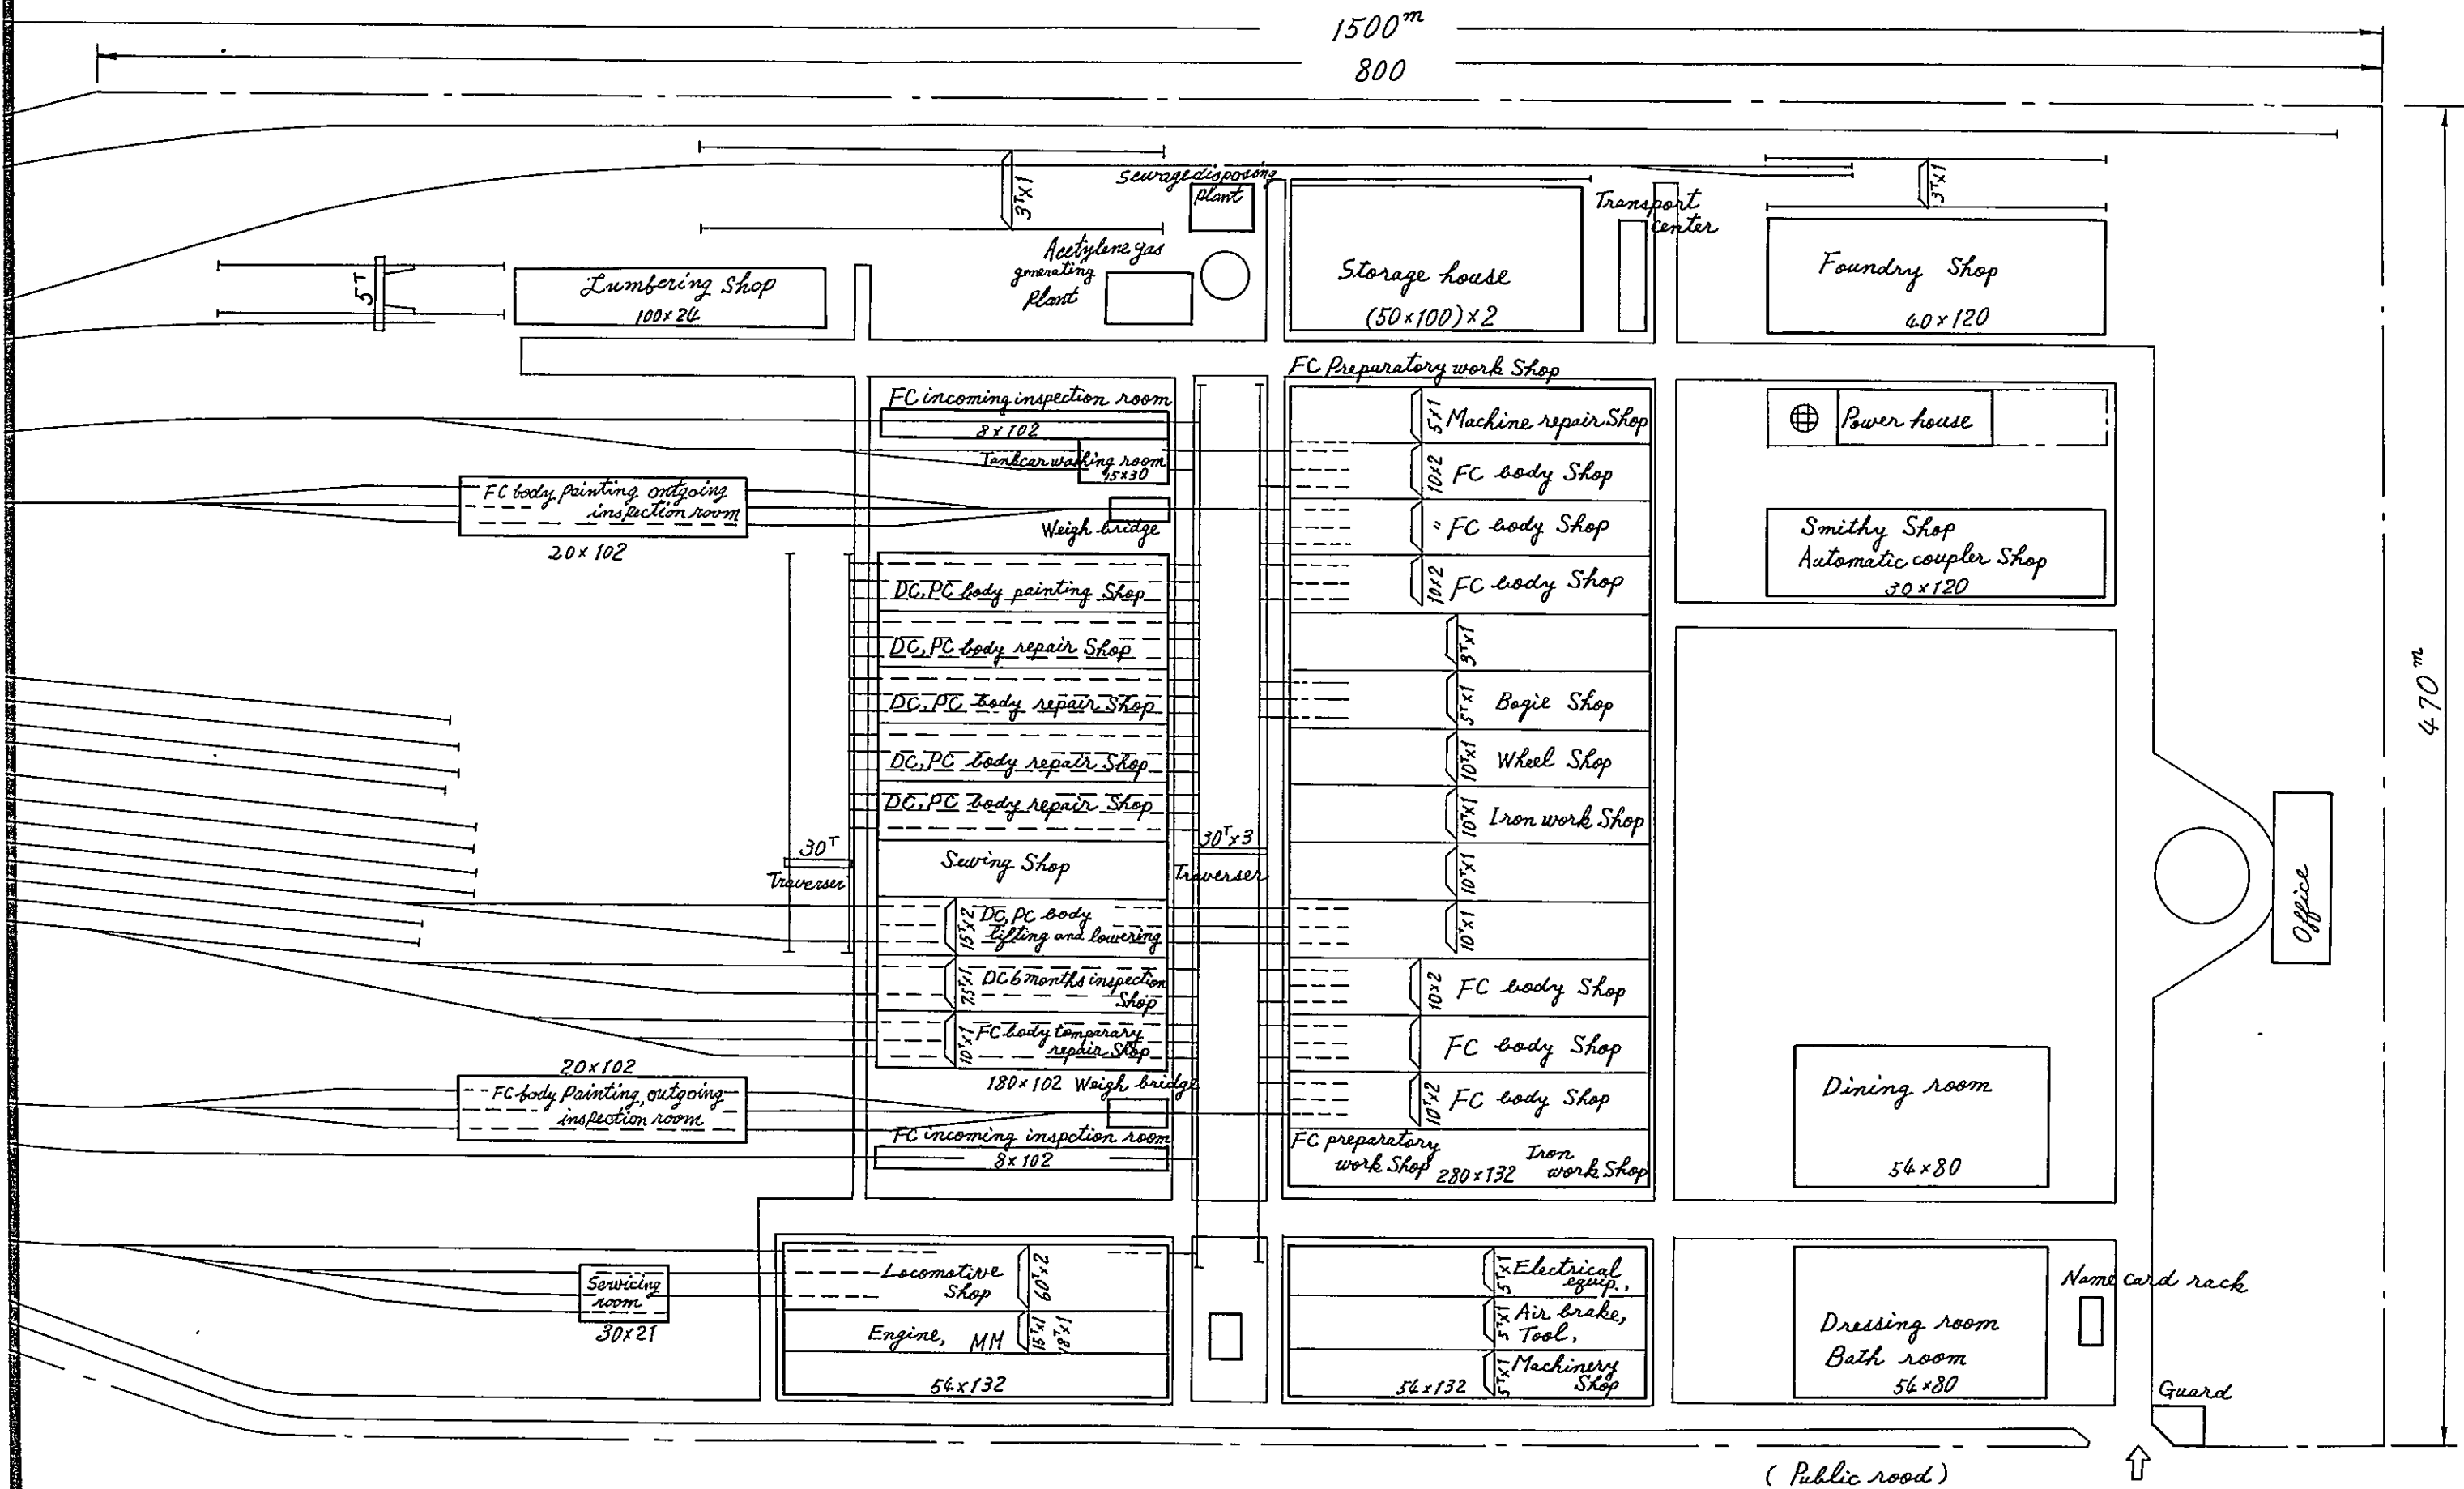 1500m
800
470m
Sewage disposing
plant
3T×1
3T×1
Transport
center
Acetylene gas
generating
Plant
5T
Lumbering Shop
100×24
Storage house
(50×100)×2
Foundry Shop
40×120
FC Preparatory work Shop
FC incoming inspection room
8×102
Tankcar washing room
15×30
5×1 Machine repair Shop
Power house
10×2 FC body Shop
FC body painting outgoing
inspection room
20×102
Weigh bridge
" FC body Shop
Smithy Shop
Automatic coupler Shop
30×120
10×2 FC body Shop
DC, PC body painting Shop
DC, PC body repair Shop
3T×1
DC, PC body repair Shop
5T×1 Bogie Shop
DC, PC body repair Shop
10T×1 Wheel Shop
DC, PC body repair Shop
10T×1 Iron work Shop
30T
Traverser
Sewing Shop
30T×3
Traverser
10T×1
Office
15T×2 DC, PC body
lifting and lowering
10T×1
7.5T×1 DC 6 months inspection
Shop
10×2 FC body Shop
10T×1 FC body temparary
repair Shop
FC body Shop
180×102 Weigh bridge
20×102
FC body Painting, outgoing
inspection room
10T×2 FC body Shop
Dining room
54×80
FC incoming inspction room
8×102
FC preparatory
work Shop
280×132
Iron
work Shop
Servicing
room
30×21
Locomotive
Shop
60T×2
Engine, MM
15T×1
18T×1
54×132
5T×1 Electrical
equip.,
5T×1 Air brake,
Tool,
5T×1 Machinery
Shop
54×132
Name card rack
Dressing room
Bath room
54×80
Guard
( Public rood )